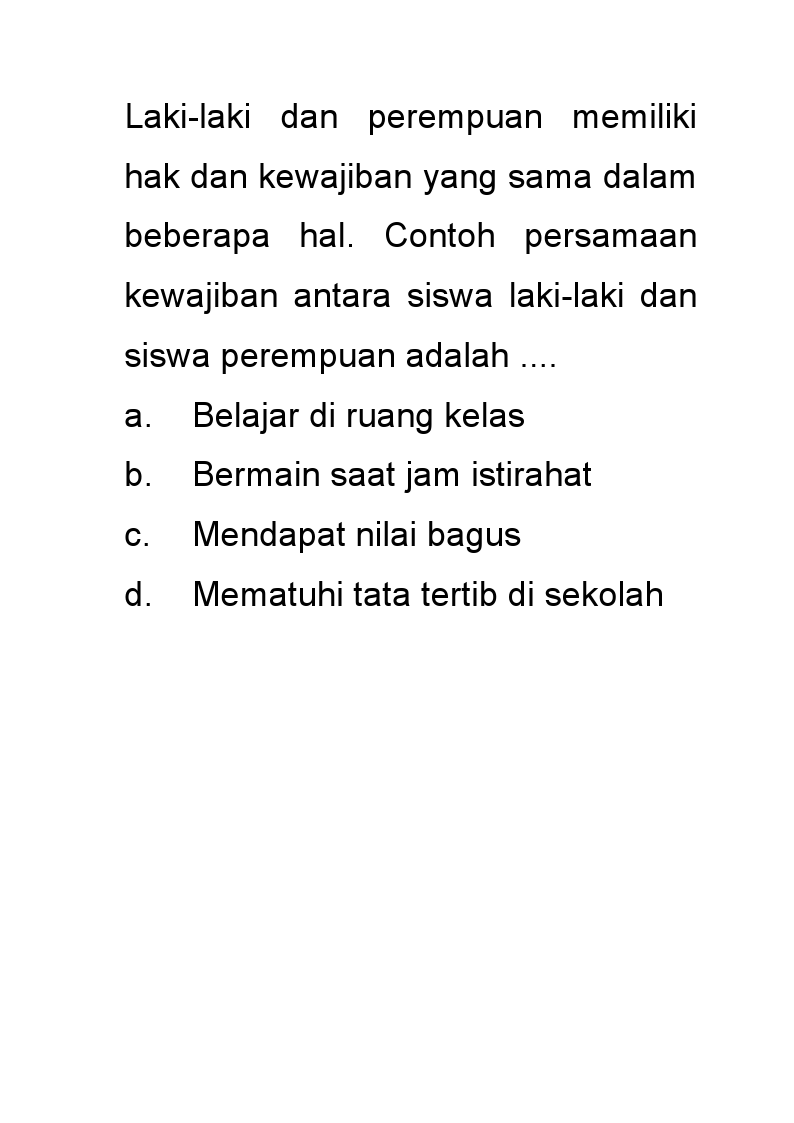 Laki-laki dan perempuan memiliki
hak dan kewajiban yang sama dalam
beberapa hal. Contoh persamaan
kewajiban antara siswa laki-laki dan
siswa perempuan adalah ....
a. Belajar di ruang kelas
b. Bermain saat jam istirahat
c. Mendapat nilai bagus
d. Mematuhi tata tertib di sekolah